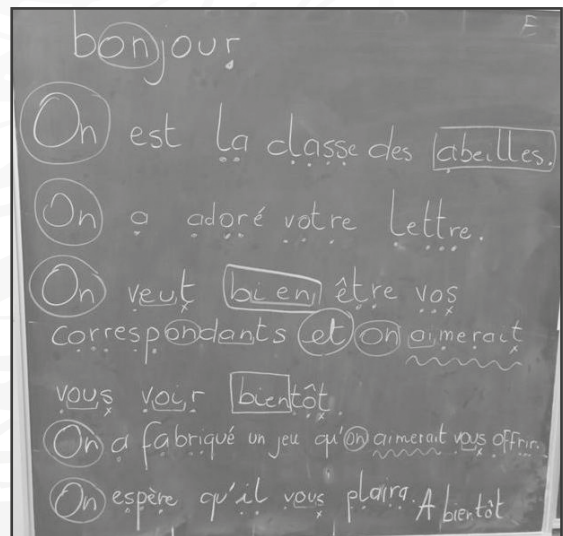 E
bonjour
On est la classe des abeilles.
On a adoré votre lettre.
On veut bien être vos
correspondants et on aimerait
vous voir bientôt.
On a fabriqué un jeu qu'on aimerait vous offrir.
On espère qu'il vous plaira. A bientôt